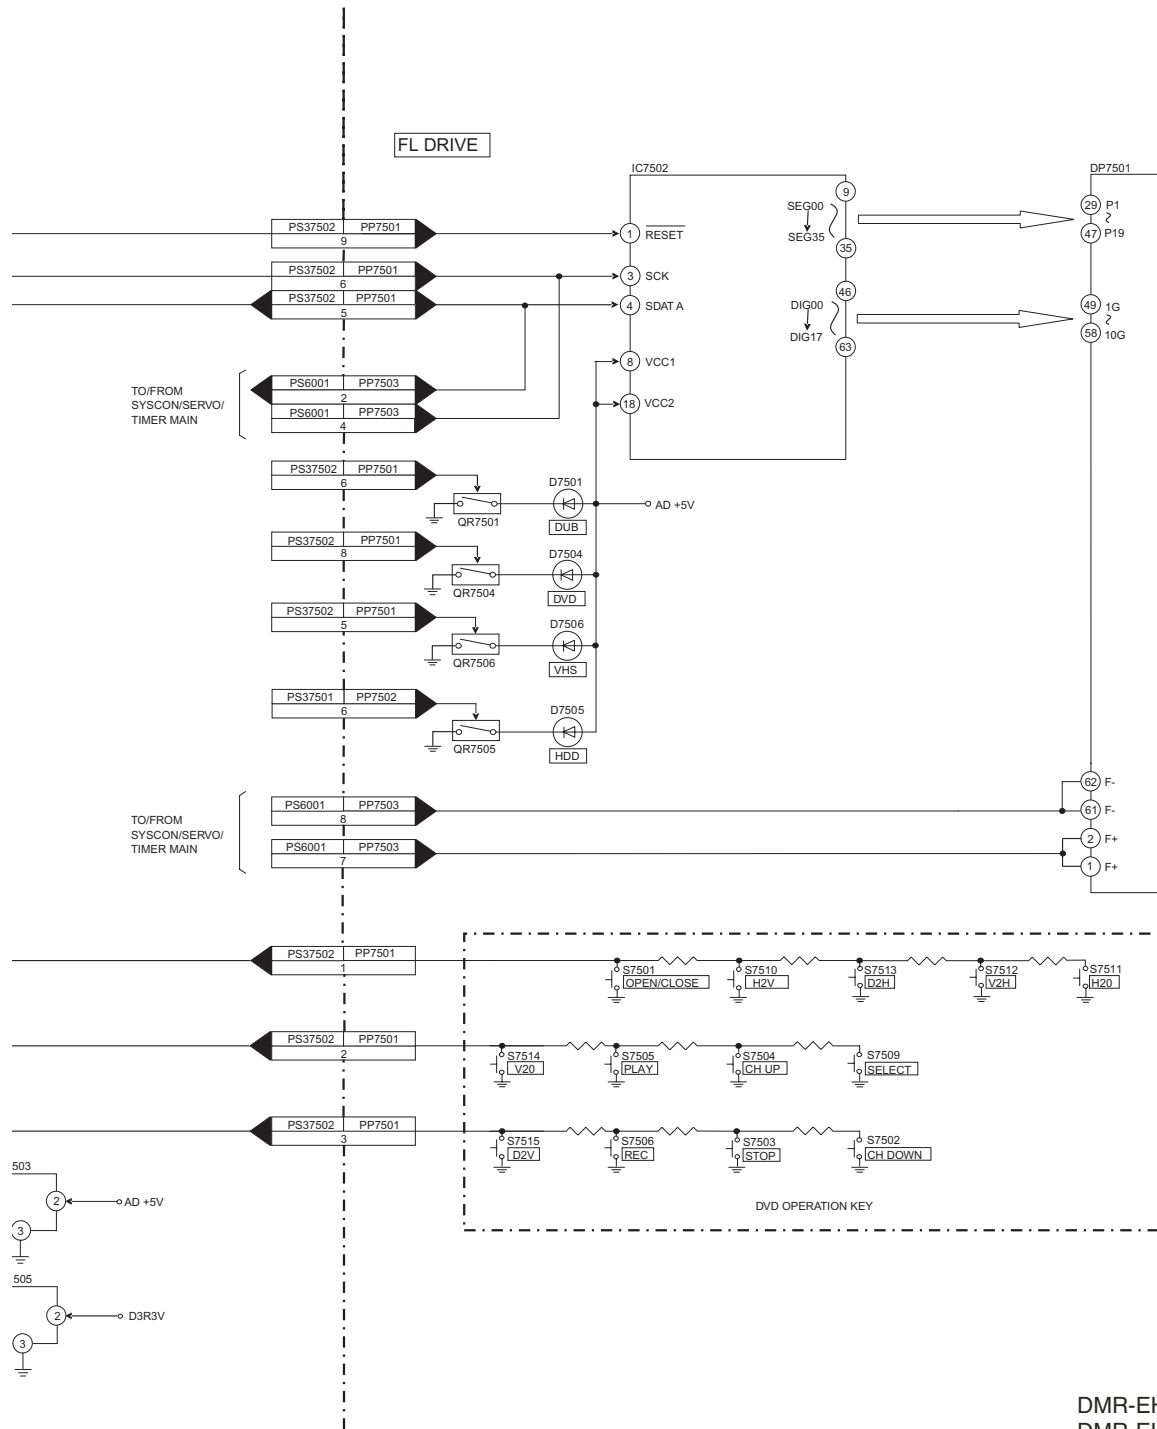 FL DRIVE
IC7502
DP7501
9
SEG00
SEG35
35
29 P1
47 P19
PS37502 PP7501
9
1 RESET
PS37502 PP7501
6
3 SCK
46
PS37502 PP7501
5
4 SDATA
DIG00
DIG17
63
49 1G
58 10G
8 VCC1
TO/FROM
SYSCON/SERVO/
TIMER MAIN
PS6001 PP7503
2
PS6001 PP7503
4
18 VCC2
PS37502 PP7501
6
QR7501
D7501
DUB
AD +5V
PS37502 PP7501
8
QR7504
D7504
DVD
PS37502 PP7501
5
QR7506
D7506
VHS
PS37501 PP7502
6
QR7505
D7505
HDD
TO/FROM
SYSCON/SERVO/
TIMER MAIN
PS6001 PP7503
8
PS6001 PP7503
7
62 F-
61 F-
2 F+
1 F+
PS37502 PP7501
1
S7501
OPEN/CLOSE
S7510
H2V
S7513
D2H
S7512
V2H
S7511
H20
PS37502 PP7501
2
S7514
V20
S7505
PLAY
S7504
CH UP
S7509
SELECT
PS37502 PP7501
3
S7515
D2V
S7506
REC
S7503
STOP
S7502
CH DOWN
DVD OPERATION KEY
503
2 AD +5V
3
505
2 D3R3V
3
DMR-EH